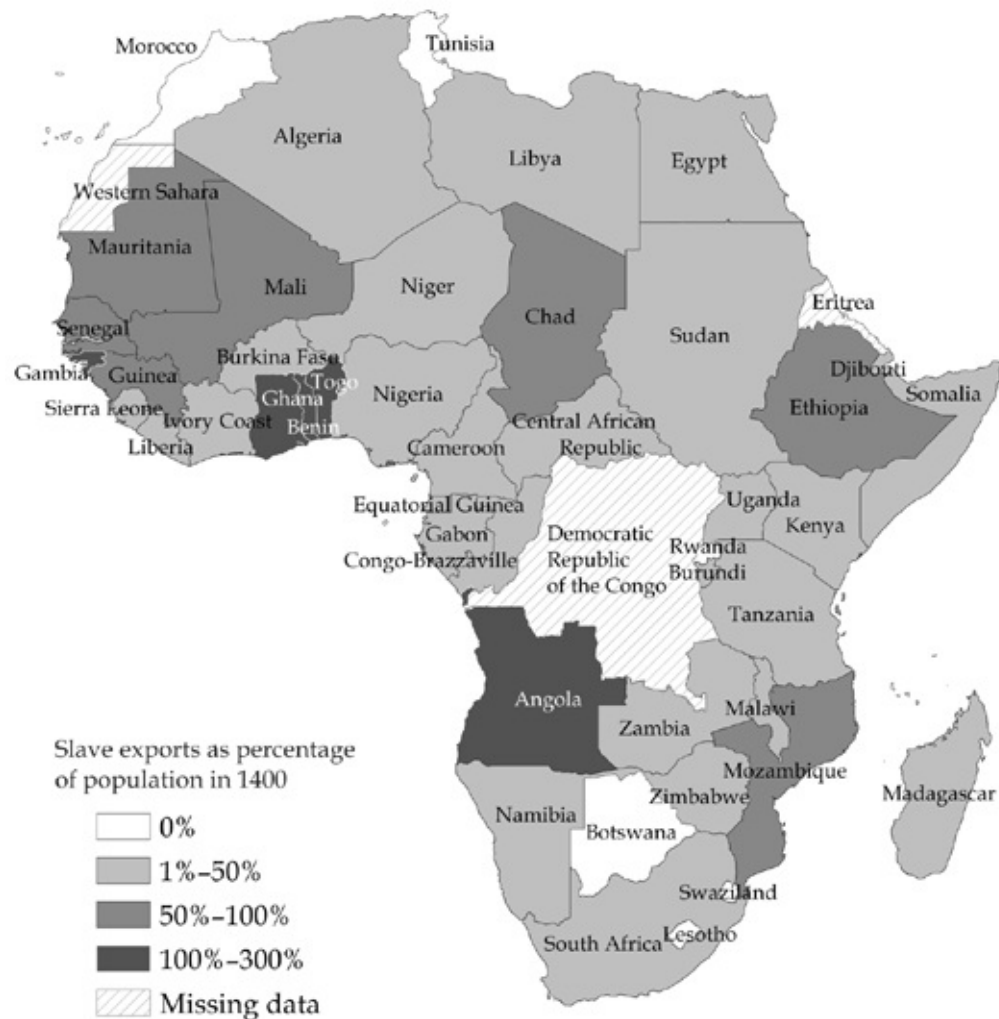 Morocco
Tunisia
Algeria
Libya
Egypt
Western Sahara
Mauritania
Mali
Niger
Chad
Sudan
Eritrea
Senegal
Gambia
Guinea
Burkina Faso
Djibouti
Somalia
Sierra Leone
Ivory Coast
Ghana
Togo
Benin
Nigeria
Ethiopia
Liberia
Cameroon
Central African
Republic
Equatorial Guinea
Gabon
Congo-Brazzaville
Democratic
Republic
of the Congo
Uganda
Kenya
Rwanda
Burundi
Tanzania
Angola
Zambia
Malawi
Mozambique
Zimbabwe
Madagascar
Namibia
Botswana
Swaziland
South Africa
Lesotho
Slave exports as percentage
of population in 1400
0%
1%–50%
50%–100%
100%–300%
Missing data